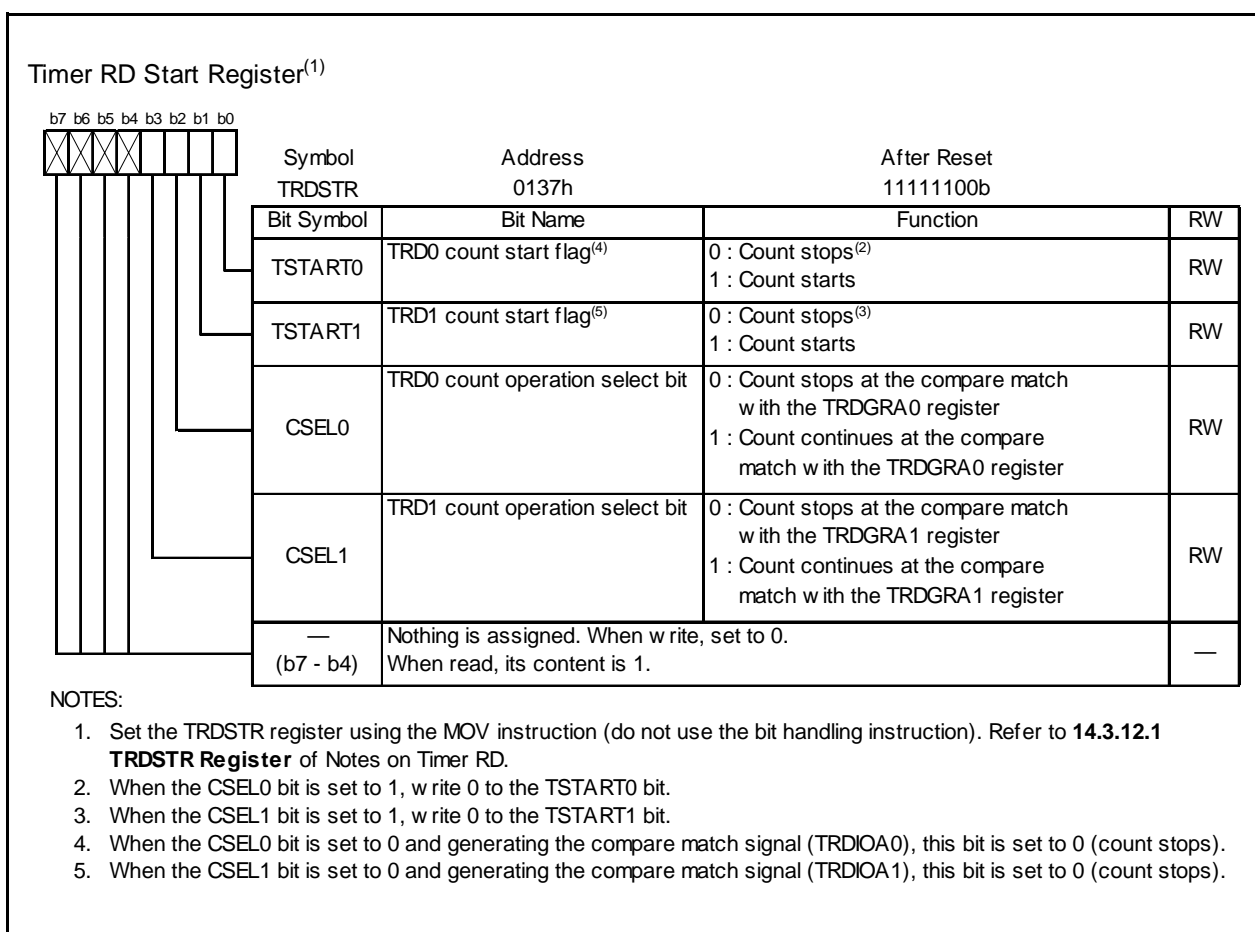 Timer RD Start Register(1)
b7 b6 b5 b4 b3 b2 b1 b0
Symbol Address After Reset
TRDSTR 0137h 11111100b
Bit Symbol Bit Name Function RW
TSTART0 TRD0 count start flag(4) 0 : Count stops(2)
1 : Count starts RW
TSTART1 TRD1 count start flag(5) 0 : Count stops(3)
1 : Count starts RW
CSEL0 TRD0 count operation select bit 0 : Count stops at the compare match
with the TRDGRA0 register
1 : Count continues at the compare
match with the TRDGRA0 register RW
CSEL1 TRD1 count operation select bit 0 : Count stops at the compare match
with the TRDGRA1 register
1 : Count continues at the compare
match with the TRDGRA1 register RW
— Nothing is assigned. When write, set to 0.
(b7 - b4) When read, its content is 1. —
NOTES:
1. Set the TRDSTR register using the MOV instruction (do not use the bit handling instruction). Refer to 14.3.12.1
TRDSTR Register of Notes on Timer RD.
2. When the CSEL0 bit is set to 1, write 0 to the TSTART0 bit.
3. When the CSEL1 bit is set to 1, write 0 to the TSTART1 bit.
4. When the CSEL0 bit is set to 0 and generating the compare match signal (TRDIOA0), this bit is set to 0 (count stops).
5. When the CSEL1 bit is set to 0 and generating the compare match signal (TRDIOA1), this bit is set to 0 (count stops).